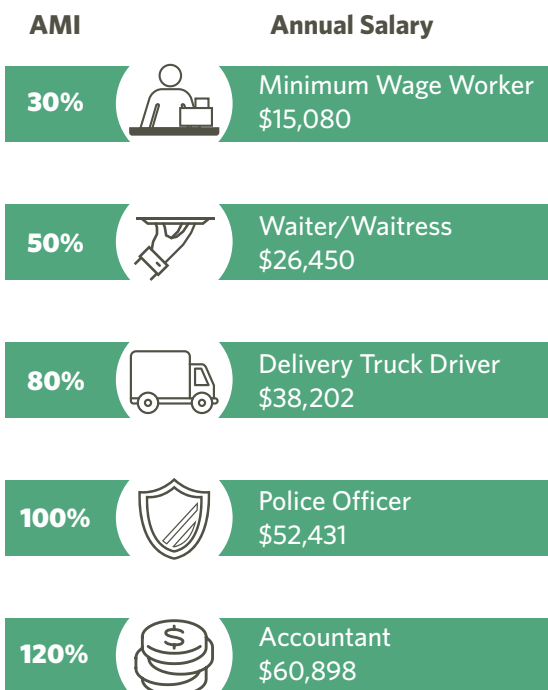 AMI Annual Salary
30%
Minimum Wage Worker
$15,080
50%
Waiter/Waitress
$26,450
80%
Delivery Truck Driver
$38,202
100%
Police Officer
$52,431
120%
$
Accountant
$60,898